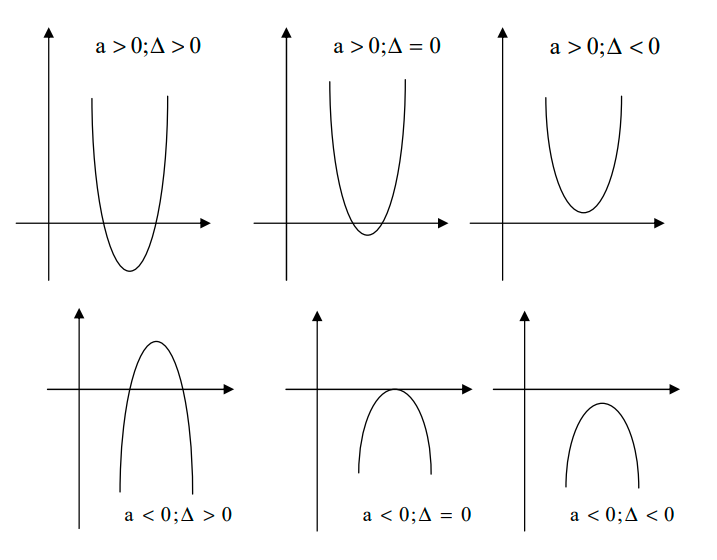 a > 0;Δ > 0
a > 0;Δ = 0
a > 0;Δ < 0
a < 0;Δ > 0
a < 0;Δ = 0
a < 0;Δ < 0